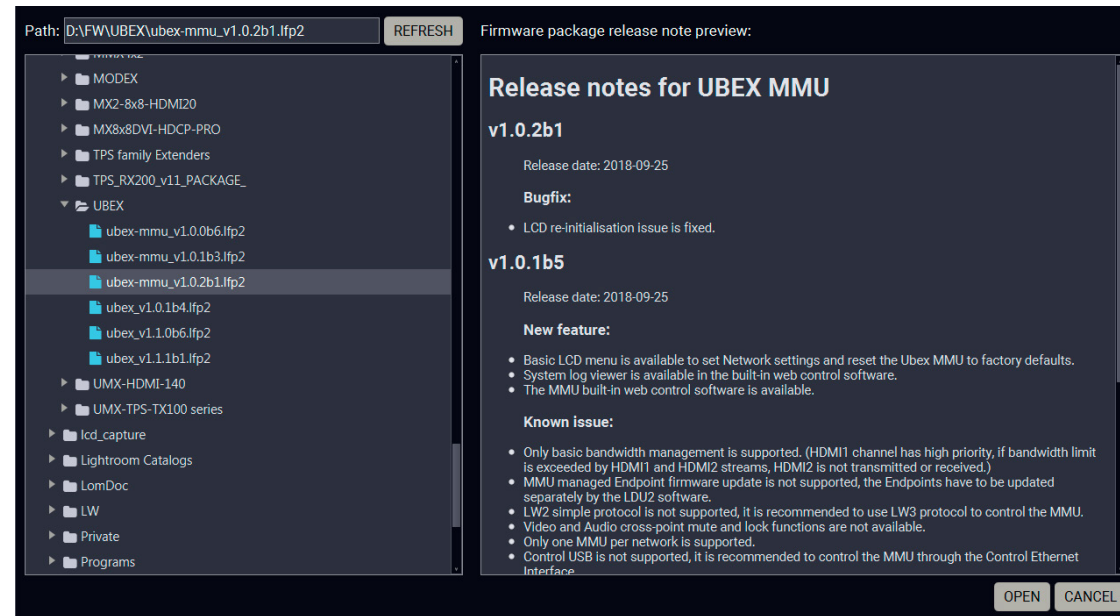 Path: D:\FW\UBEX\ubex-mmu_v1.0.2b1.lfp2 REFRESH
MODEX
MX2-8x8-HDMI20
MX8x8DVI-HDCP-PRO
TPS family Extenders
TPS_RX200_v11_PACKAGE_
UBEX
ubex-mmu_v1.0.0b6.lfp2
ubex-mmu_v1.0.1b3.lfp2
ubex-mmu_v1.0.2b1.lfp2
ubex_v1.0.1b4.lfp2
ubex_v1.1.0b6.lfp2
ubex_v1.1.1b1.lfp2
UMX-HDMI-140
UMX-TPS-TX100 series
lcd_capture
Lightroom Catalogs
LomDoc
LW
Private
Programs
Firmware package release note preview:
Release notes for UBEX MMU
v1.0.2b1
Release date: 2018-09-25
Bugfix:
• LCD re-initialisation issue is fixed.
v1.0.1b5
Release date: 2018-09-25
New feature:
• Basic LCD menu is available to set Network settings and reset the Ubex MMU to factory defaults.
• System log viewer is available in the built-in web control software.
• The MMU built-in web control software is available.
Known issue:
• Only basic bandwidth management is supported. (HDMI1 channel has high priority, if bandwidth limit
is exceeded by HDMI1 and HDMI2 streams, HDMI2 is not transmitted or received.)
• MMU managed Endpoint firmware update is not supported, the Endpoints have to be updated
separately by the LDU2 software.
• LW2 simple protocol is not supported, it is recommended to use LW3 protocol to control the MMU.
• Video and Audio cross-point mute and lock functions are not available.
• Only one MMU per network is supported.
• Control USB is not supported, it is recommended to control the MMU through the Control Ethernet
Interface
OPEN CANCEL